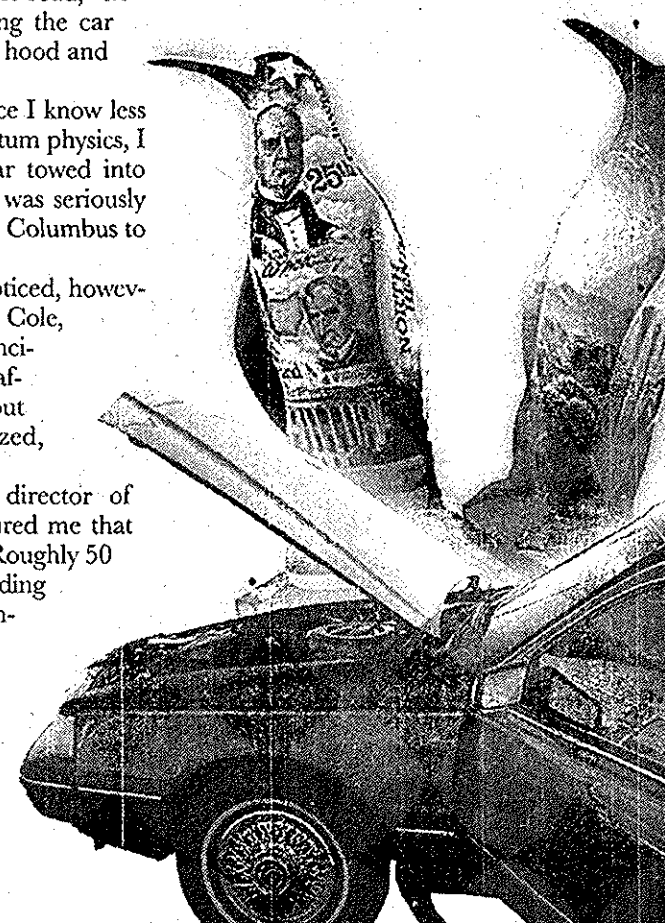 ng the car
hood and
ce I know less
tum physics, I
ar towed into
was seriously
Columbus to
oticed, howev-
Cole,
nci-
af-
out
zed,
director of
ured me that
Roughly 50
ding
n-
25th